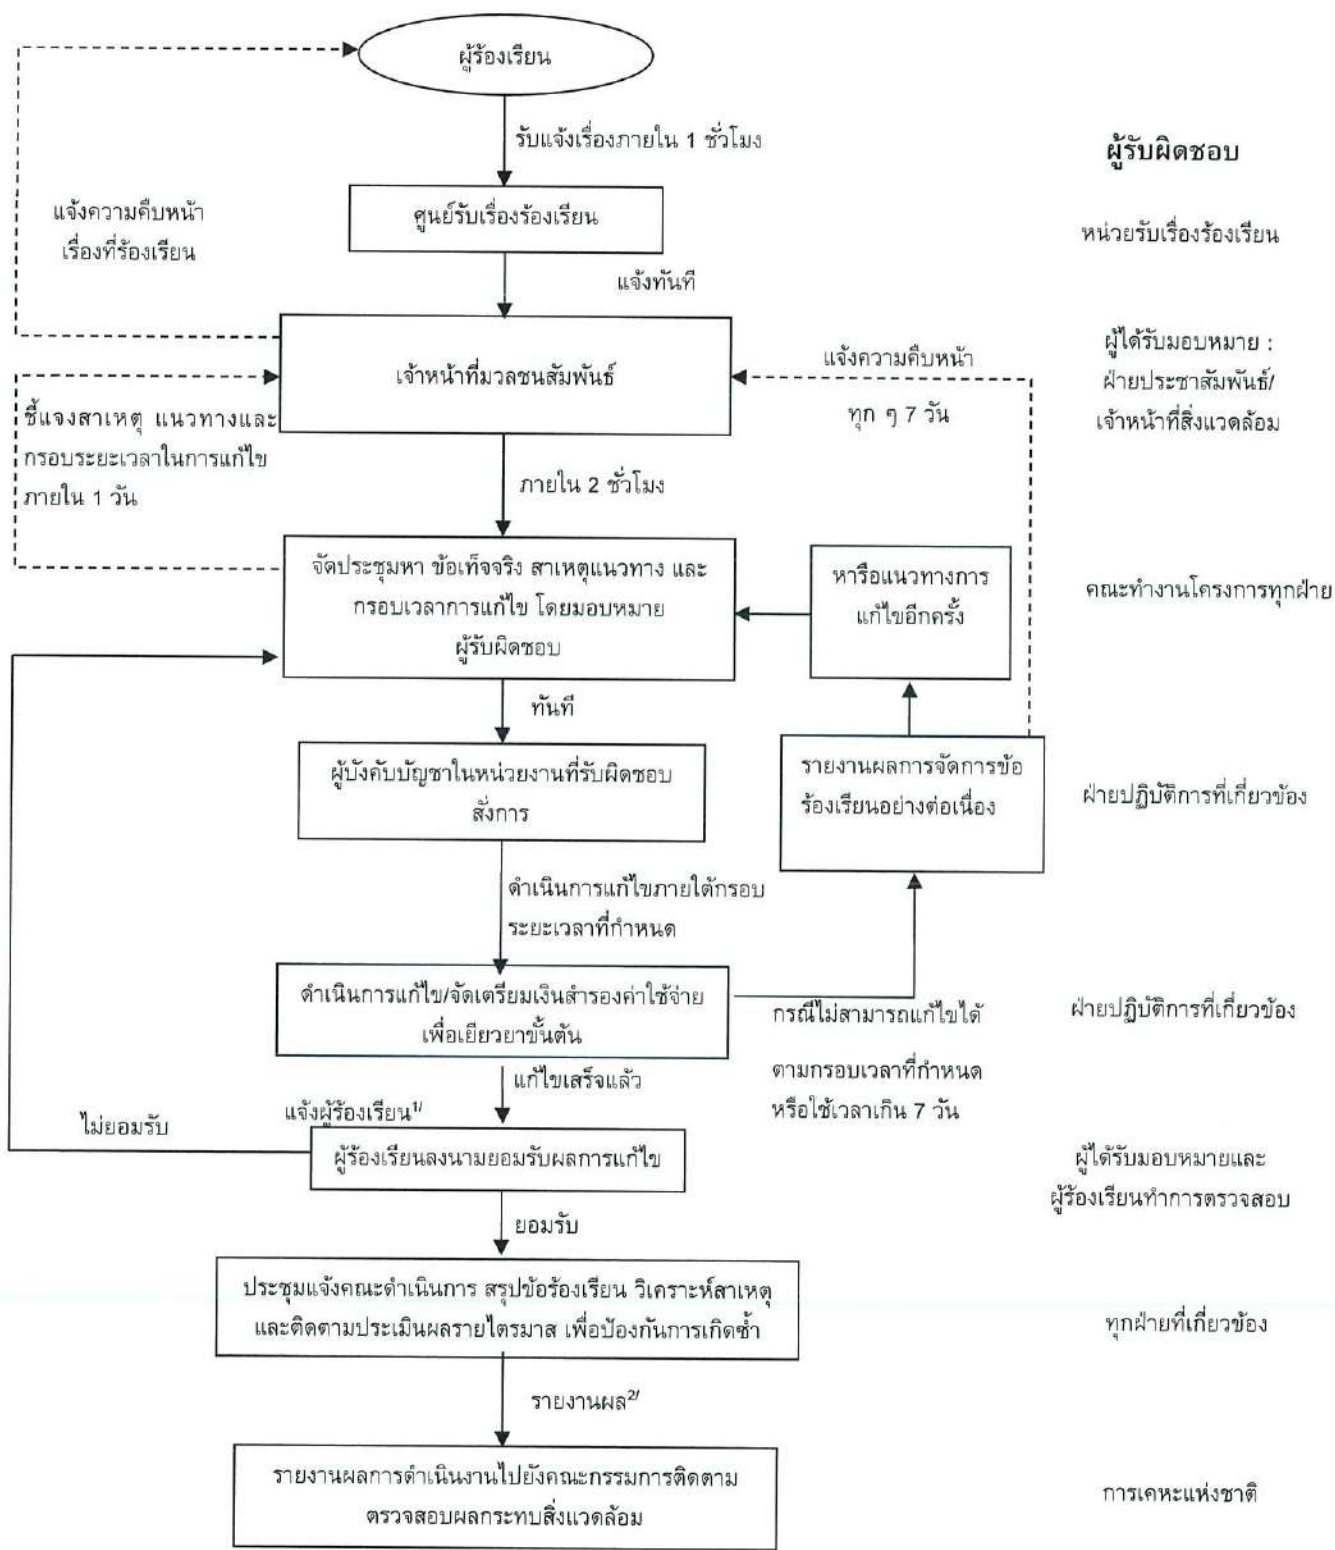 ผู้ร้องเรียน
รับแจ้งเรื่องภายใน 1 ชั่วโมง
ผู้รับผิดชอบ
แจ้งความคืบหน้า
เรื่องที่ร้องเรียน
ศูนย์รับเรื่องร้องเรียน
หน่วยรับเรื่องร้องเรียน
แจ้งทันที
เจ้าหน้าที่มวลชนสัมพันธ์
แจ้งความคืบหน้า
ทุก ๆ 7 วัน
ผู้ได้รับมอบหมาย :
ฝ่ายประชาสัมพันธ์/
เจ้าหน้าที่สิ่งแวดล้อม
ชี้แจงสาเหตุ แนวทางและ
กรอบระยะเวลาในการแก้ไข
ภายใน 1 วัน
ภายใน 2 ชั่วโมง
จัดประชุมหา ข้อเท็จจริง สาเหตุแนวทาง และ
กรอบเวลาการแก้ไข โดยมอบหมาย
ผู้รับผิดชอบ
หารือแนวทางการ
แก้ไขอีกครั้ง
คณะทำงานโครงการทุกฝ่าย
ทันที
ผู้บังคับบัญชาในหน่วยงานที่รับผิดชอบ
สั่งการ
รายงานผลการจัดการข้อ
ร้องเรียนอย่างต่อเนื่อง
ฝ่ายปฏิบัติการที่เกี่ยวข้อง
ดำเนินการแก้ไขภายใต้กรอบ
ระยะเวลาที่กำหนด
ดำเนินการแก้ไข/จัดเตรียมเงินสำรองค่าใช้จ่าย
เพื่อเยียวยาขั้นต้น
กรณีไม่สามารถแก้ไขได้
ตามกรอบเวลาที่กำหนด
หรือใช้เวลาเกิน 7 วัน
ฝ่ายปฏิบัติการที่เกี่ยวข้อง
แก้ไขเสร็จแล้ว
แจ้งผู้ร้องเรียน1/
ไม่ยอมรับ
ผู้ร้องเรียนลงนามยอมรับผลการแก้ไข
ผู้ได้รับมอบหมายและ
ผู้ร้องเรียนทำการตรวจสอบ
ยอมรับ
ประชุมแจ้งคณะดำเนินการ สรุปข้อร้องเรียน วิเคราะห์สาเหตุ
และติดตามประเมินผลรายไตรมาส เพื่อป้องกันการเกิดซ้ำ
ทุกฝ่ายที่เกี่ยวข้อง
รายงานผล2/
รายงานผลการดำเนินงานไปยังคณะกรรมการติดตาม
ตรวจสอบผลกระทบสิ่งแวดล้อม
การเคหะแห่งชาติ